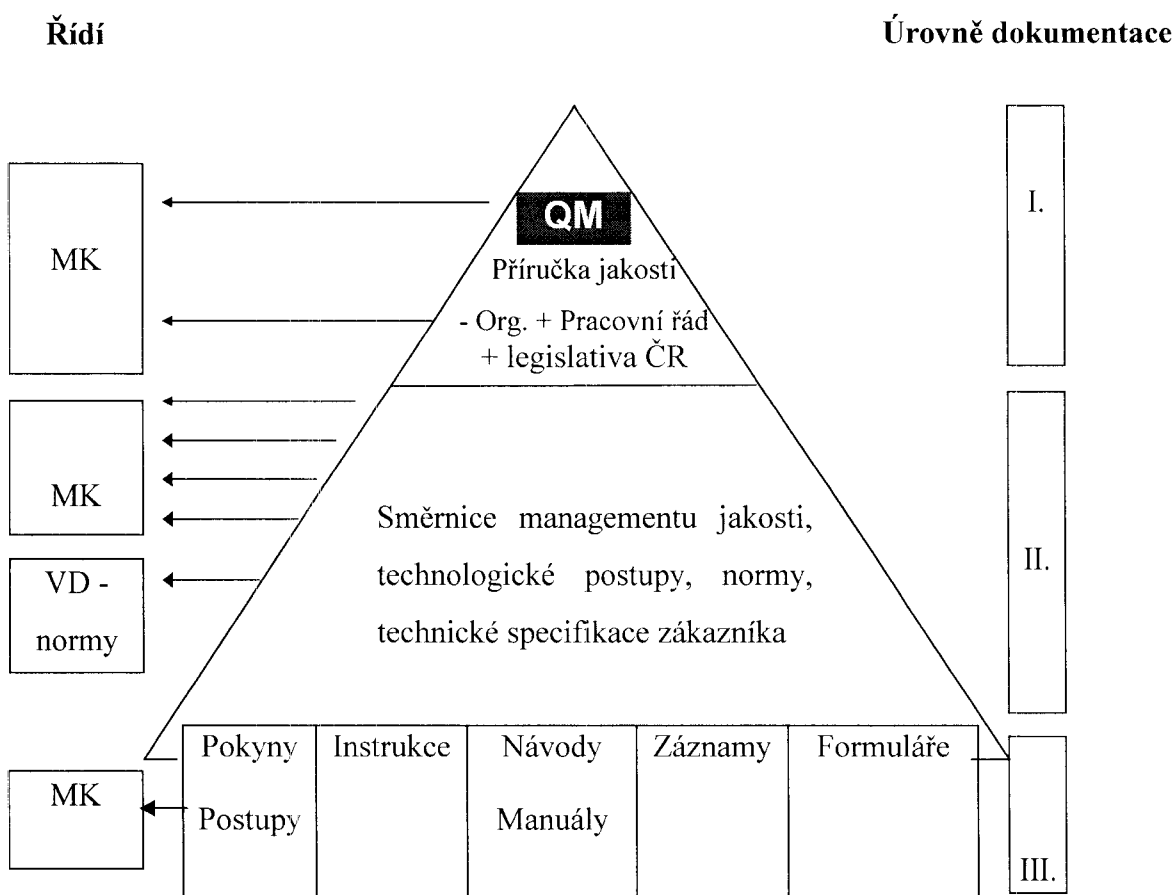 Řídí
Úrovně dokumentace
MK
QM
Příručka jakosti
- Org. + Pracovní řád
+ legislativa ČR
I.
MK
VD -
normy
Směrnice managementu jakosti,
technologické postupy, normy,
technické specifikace zákazníka
II.
MK
Pokyny
Postupy
Instrukce
Návody
Manuály
Záznamy
Formuláře
III.